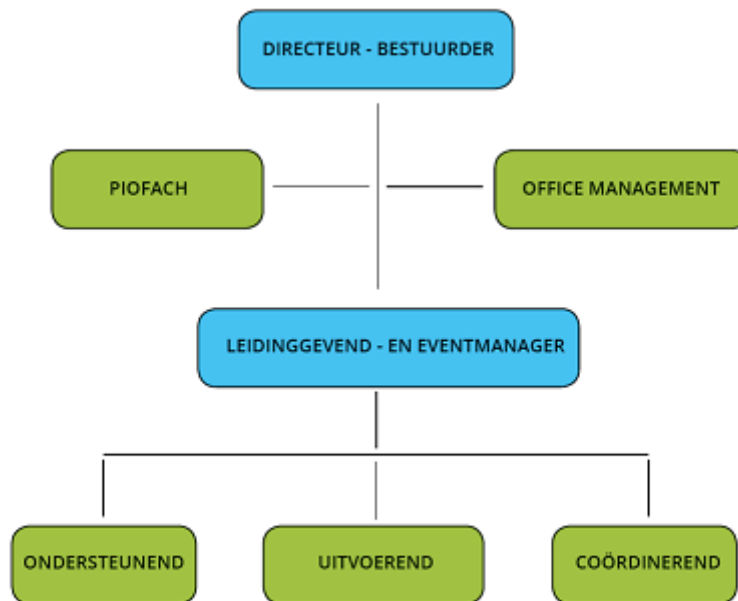 DIRECTEUR - BESTUURDER
PIOFACH
OFFICE MANAGEMENT
LEIDINGGEVEND - EN EVENTMANAGER
ONDERSTEUNEND
UITVOEREND
COÖRDINEREND